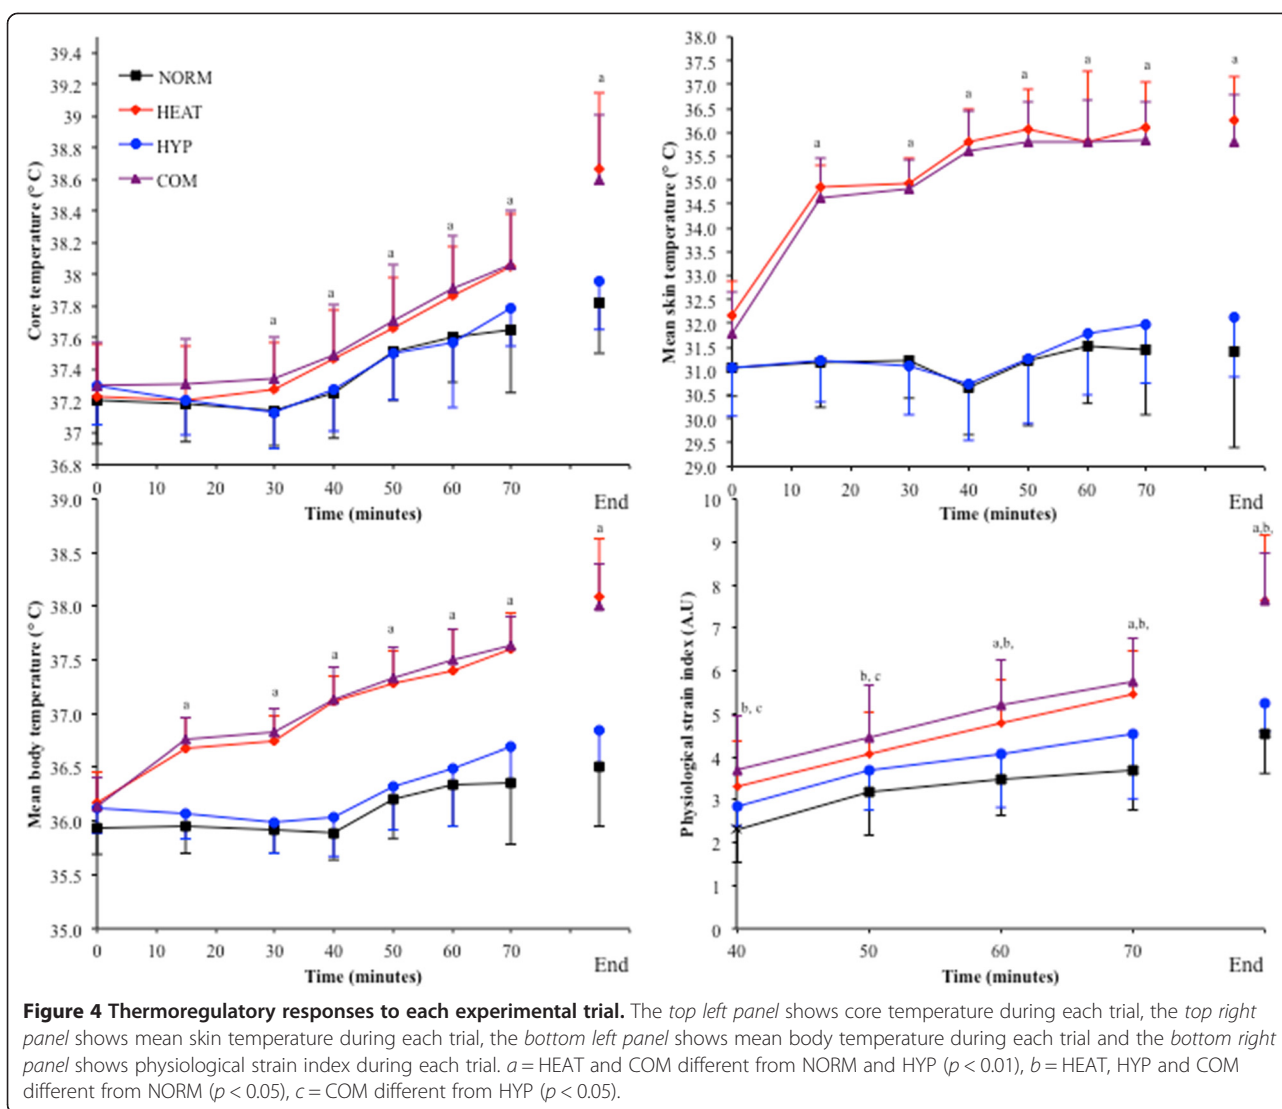 39.4
39.2
39
38.8
38.6
38.4
38.2
38
37.8
37.6
37.4
37.2
37
36.8
Core temperature (° C)
NORM
HEAT
HYP
COM
a
a
a
a
a
a
0 10 20 30 40 50 60 70
End
Time (minutes)
38.0
37.5
37.0
36.5
36.0
35.5
35.0
34.5
34.0
33.5
33.0
32.5
32.0
31.5
31.0
30.5
30.0
29.5
29.0
Mean skin temperature (° C)
a
a
a
a
a
a
a
0 10 20 30 40 50 60 70
End
Time (minutes)
39.0
38.5
38.0
37.5
37.0
36.5
36.0
35.5
35.0
Mean body temperature (° C)
a
a
a
a
a
a
a
0 10 20 30 40 50 60 70
End
Time (minutes)
10
9
8
7
6
5
4
3
2
1
0
Physiological strain index (A.U)
b, c
b, c
a,b,
a,b,
a,b,
40 50 60 70
End
Time (minutes)
Figure 4 Thermoregulatory responses to each experimental trial. The top left panel shows core temperature during each trial, the top right
panel shows mean skin temperature during each trial, the bottom left panel shows mean body temperature during each trial and the bottom right
panel shows physiological strain index during each trial. a = HEAT and COM different from NORM and HYP (p < 0.01), b = HEAT, HYP and COM
different from NORM (p < 0.05), c = COM different from HYP (p < 0.05).